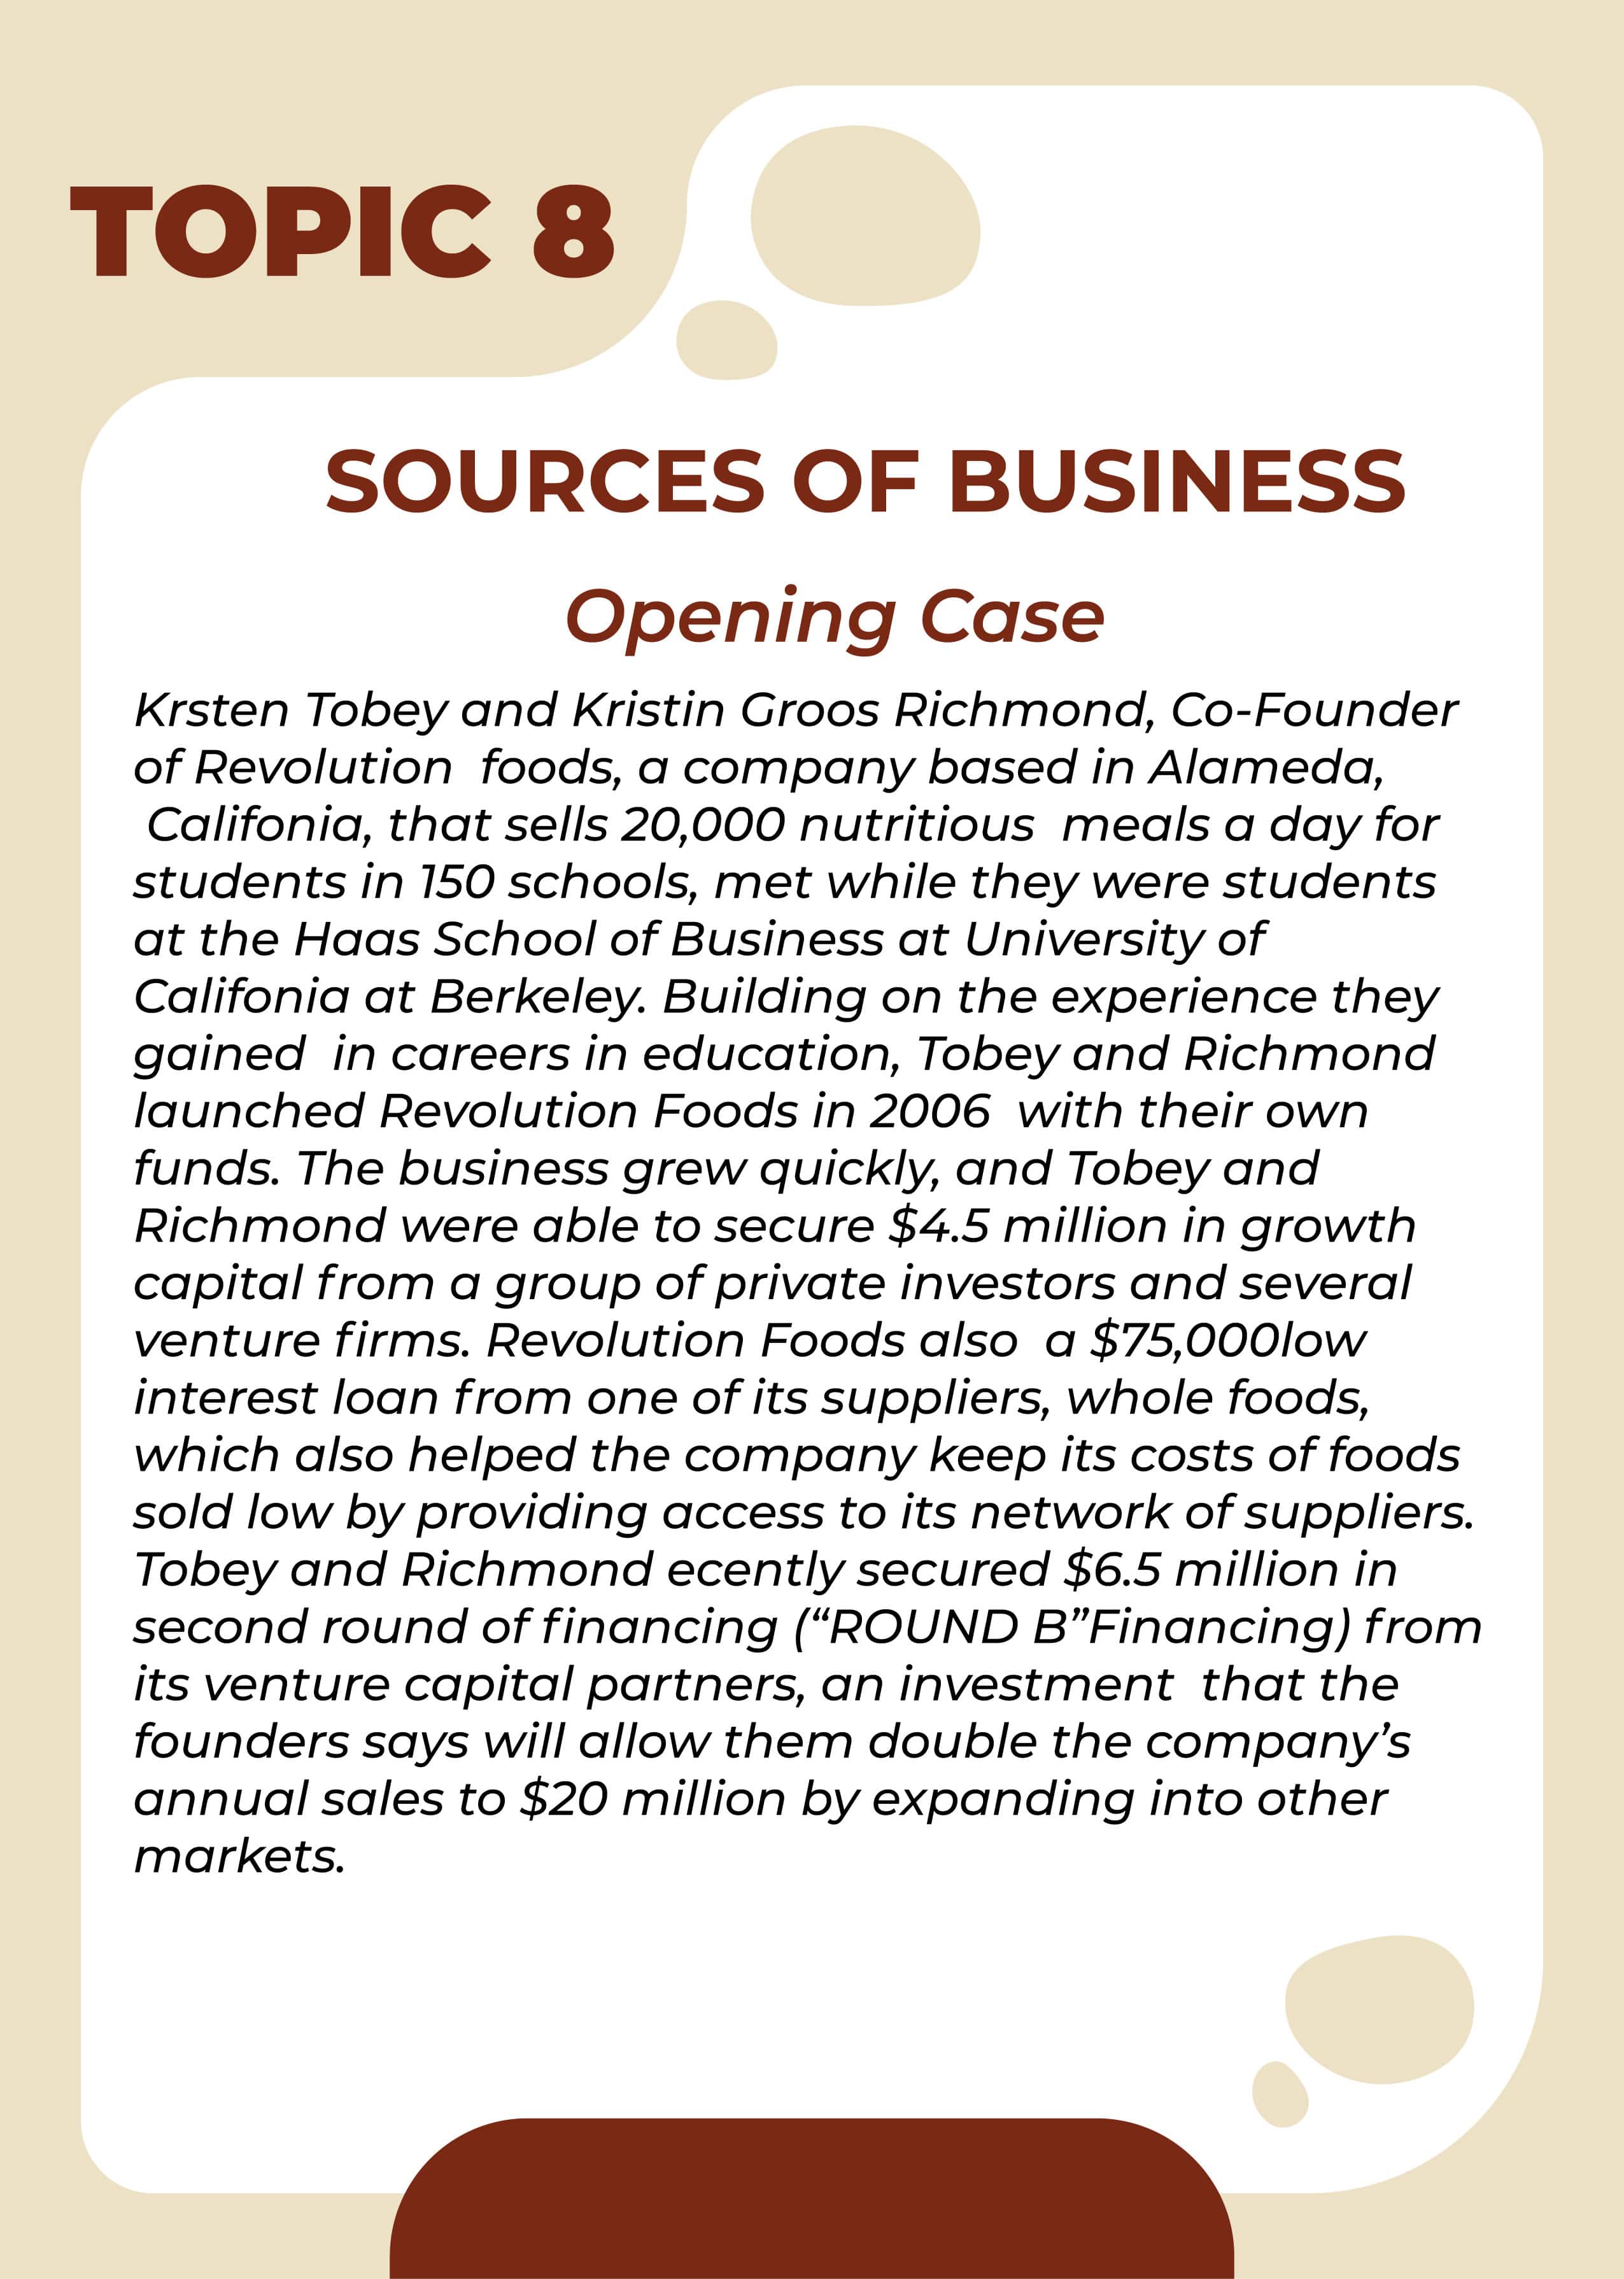 TOPIC 8
SOURCES OF BUSINESS
Opening Case
Krsten Tobey and Kristin Groos Richmond, Co-Founder
of Revolution foods, a company based in Alameda,
Califonia, that sells 20,000 nutritious meals a day for
students in 150 schools, met while they were students
at the Haas School of Business at University of
Califonia at Berkeley. Building on the experience they
gained in careers in education, Tobey and Richmond
launched Revolution Foods in 2006 with their own
funds. The business grew quickly, and Tobey and
Richmond were able to secure $4.5 million in growth
capital from a group of private investors and several
venture firms. Revolution Foods also a $75,000low
interest loan from one of its suppliers, whole foods,
which also helped the company keep its costs of foods
sold low by providing access to its network of suppliers.
Tobey and Richmond ecently secured $6.5 million in
second round of financing (“ROUND B”Financing) from
its venture capital partners, an investment that the
founders says will allow them double the company’s
annual sales to $20 million by expanding into other
markets.